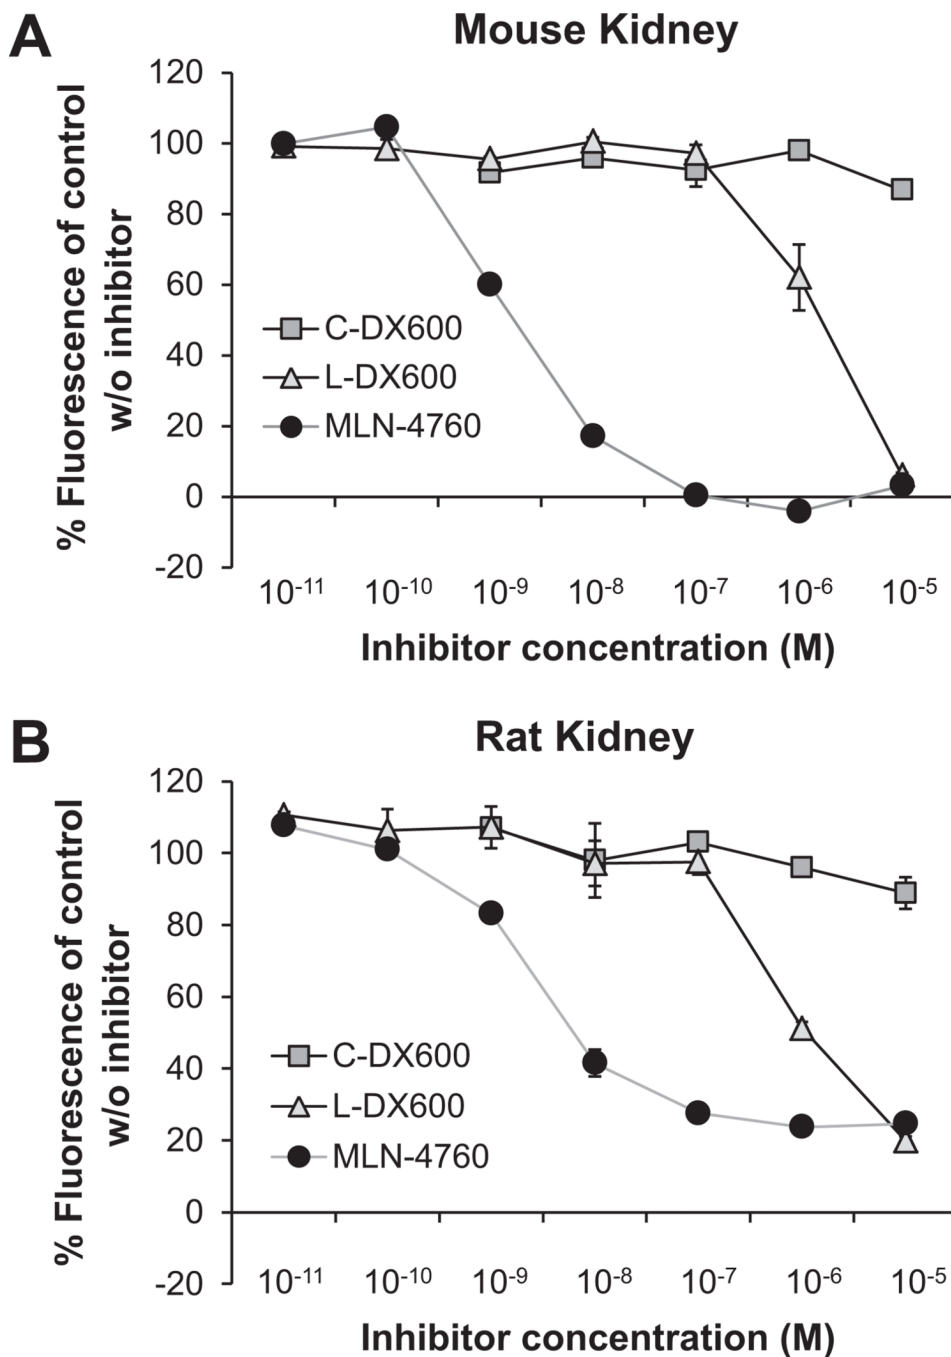 A
Mouse Kidney
% Fluorescence of control
w/o inhibitor
120
100
80
60
40
20
0
-20
C-DX600
L-DX600
MLN-4760
10⁻¹¹ 10⁻¹⁰ 10⁻⁹ 10⁻⁸ 10⁻⁷ 10⁻⁶ 10⁻⁵
Inhibitor concentration (M)
B
Rat Kidney
% Fluorescence of control
w/o inhibitor
120
100
80
60
40
20
0
-20
C-DX600
L-DX600
MLN-4760
10⁻¹¹ 10⁻¹⁰ 10⁻⁹ 10⁻⁸ 10⁻⁷ 10⁻⁶ 10⁻⁵
Inhibitor concentration (M)